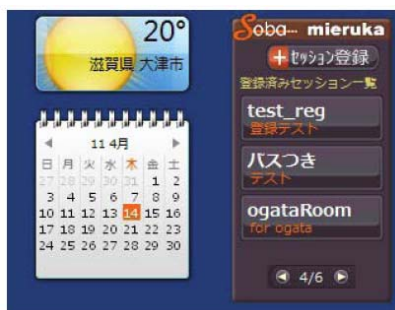 20°
滋賀県 大津市
11 4月
日 月 火 水 木 金 土
27 28 29 30 31 1 2
3 4 5 6 7 8 9
10 11 12 13 14 15 16
17 18 19 20 21 22 23
24 25 26 27 28 29 30
Soba-- mieruka
+セッション登録
登録済みセッション一覧
test_reg
登録テスト
パスつき
テスト
ogataRoom
for ogata
4/6